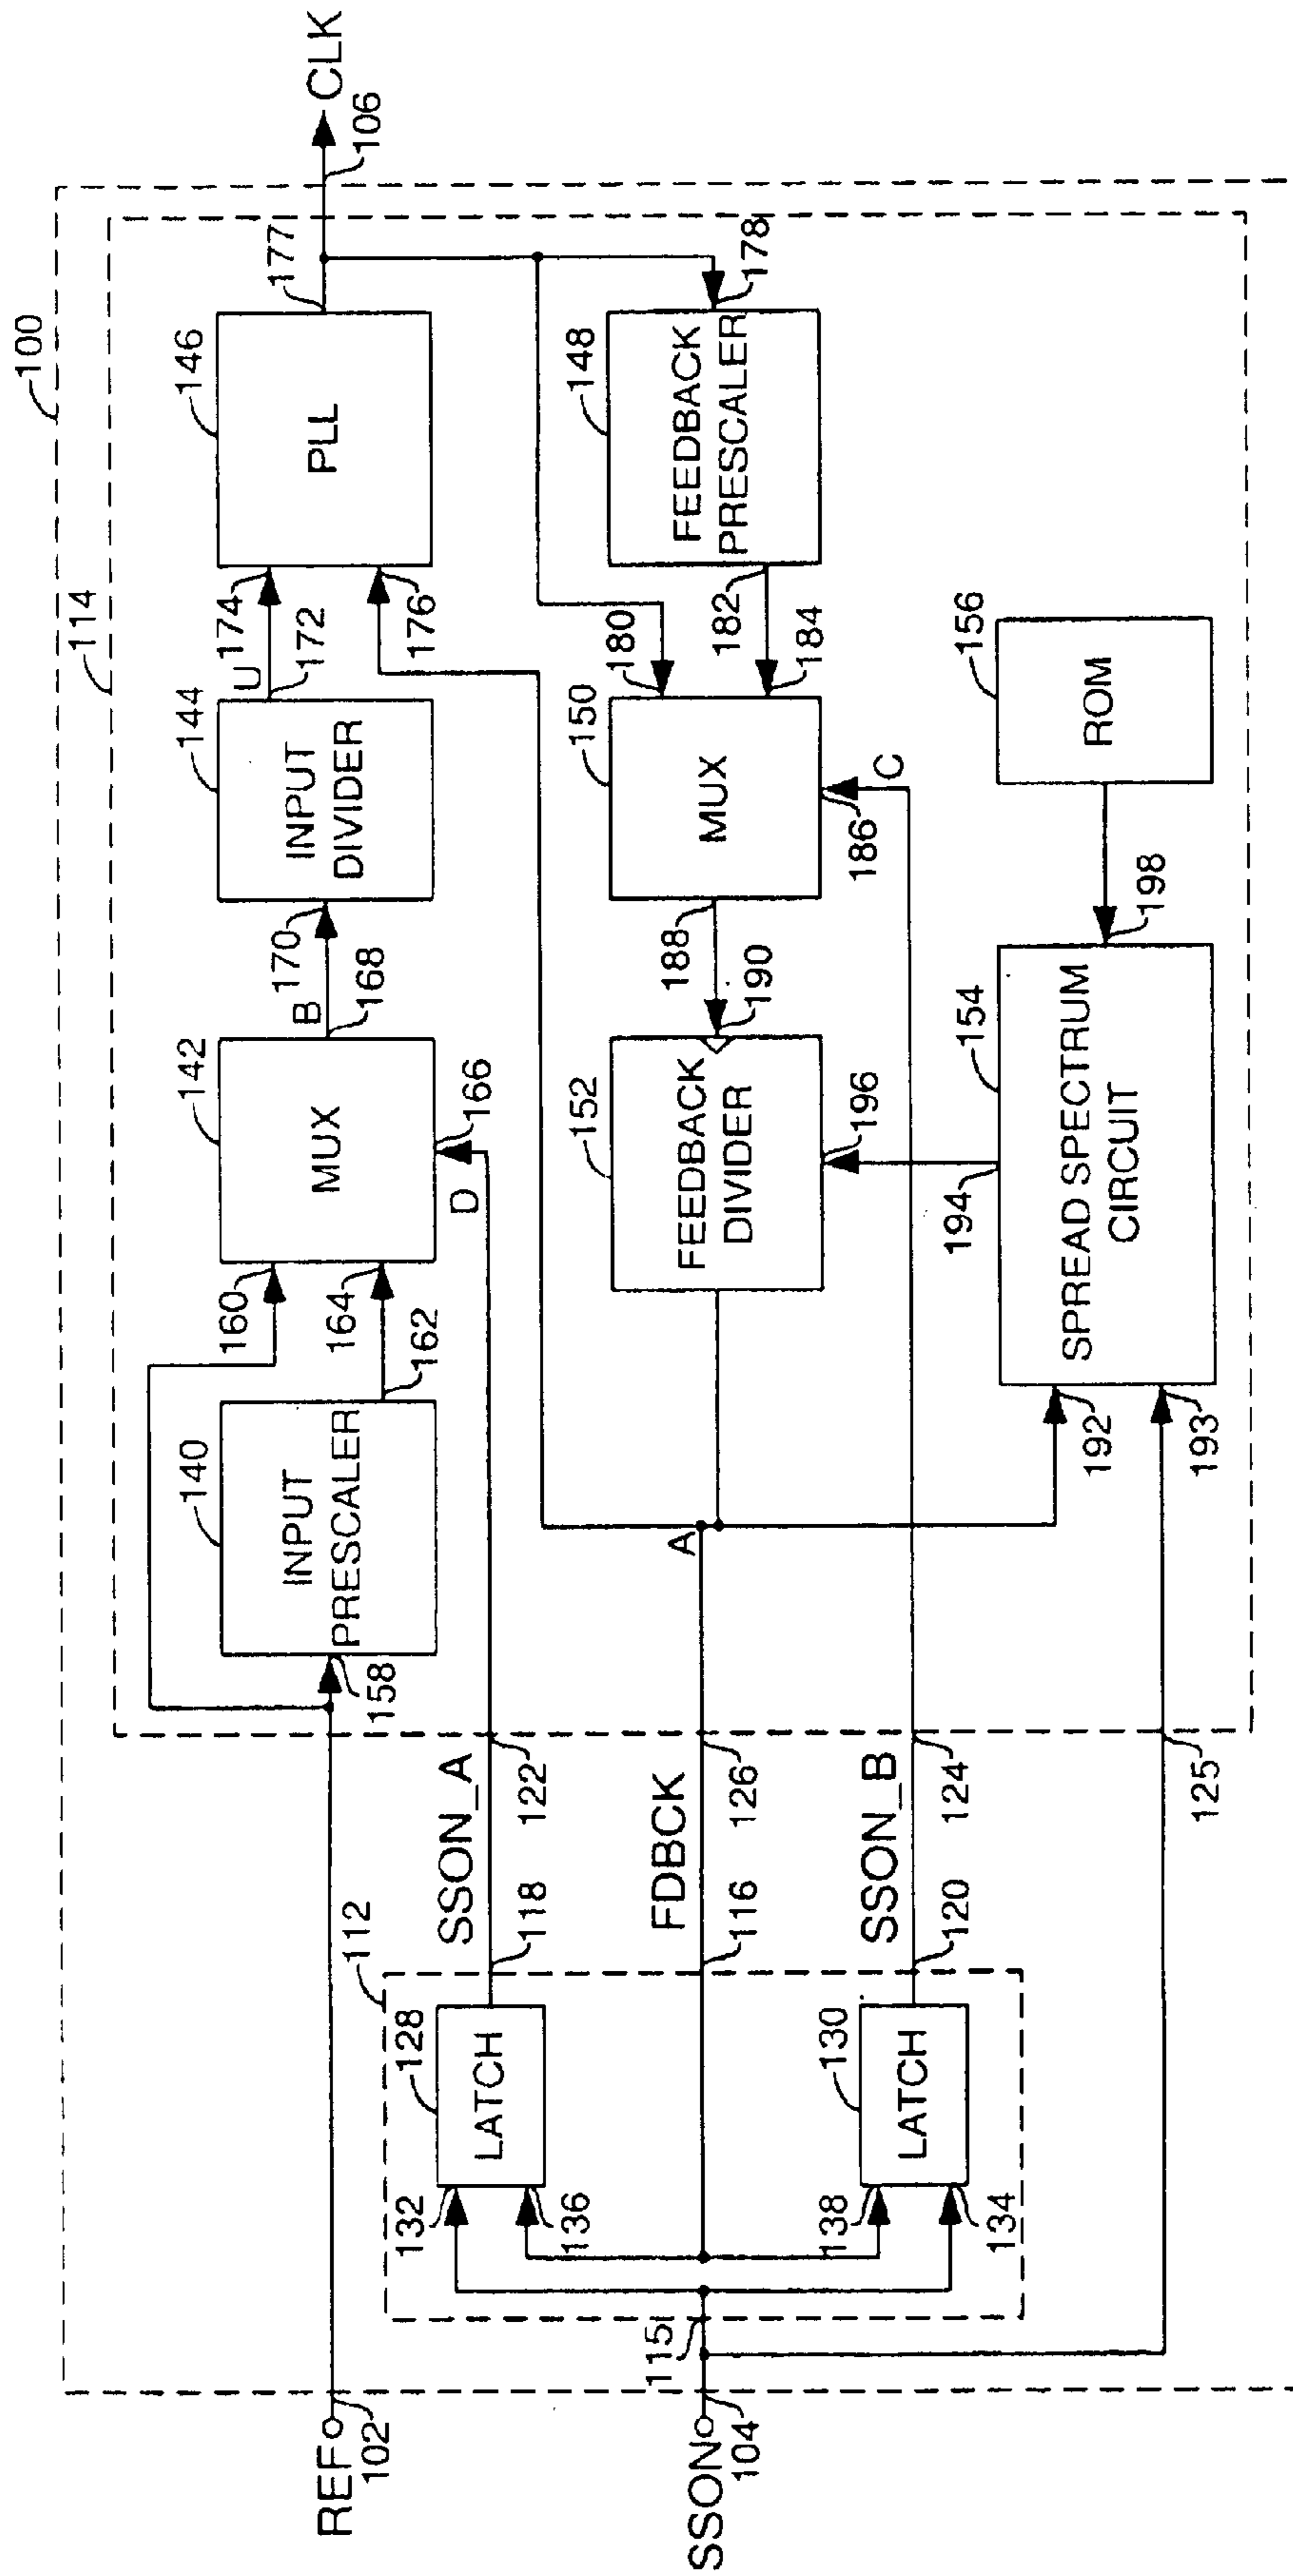 100
114
REF
102
158
140
INPUT
PRESCALER
162
160
164
142
MUX
166
D
B
168
170
144
INPUT
DIVIDER
U
172
174
176
146
PLL
177
106
CLK
112
SSON_A
118
122
128
LATCH
132
136
FDBCK
116
126
A
SSON_B
120
124
130
LATCH
138
134
SSON
104
115
125
152
FEEDBACK
DIVIDER
190
188
196
150
MUX
186
C
180
184
182
148
FEEDBACK
PRESCALER
178
192
193
194
154
SPREAD SPECTRUM
CIRCUIT
198
156
ROM